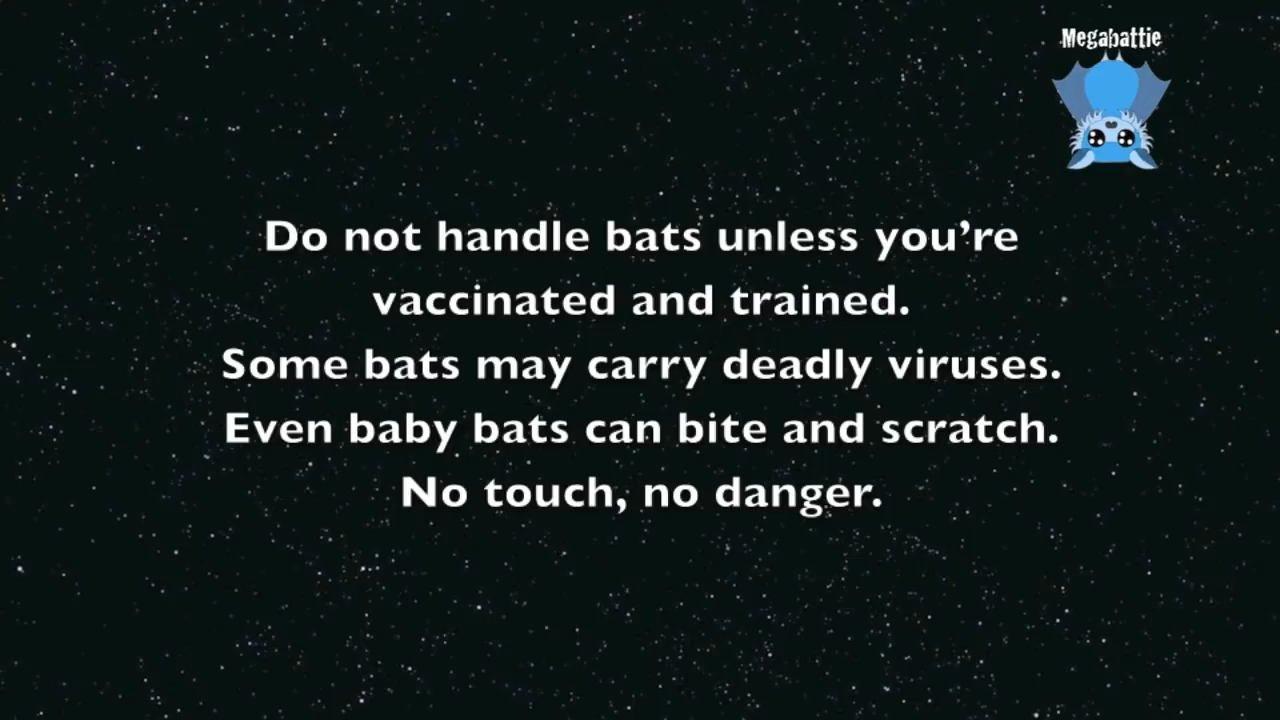 Megabattie
Do not handle bats unless you’re
vaccinated and trained.
Some bats may carry deadly viruses.
Even baby bats can bite and scratch.
No touch, no danger.